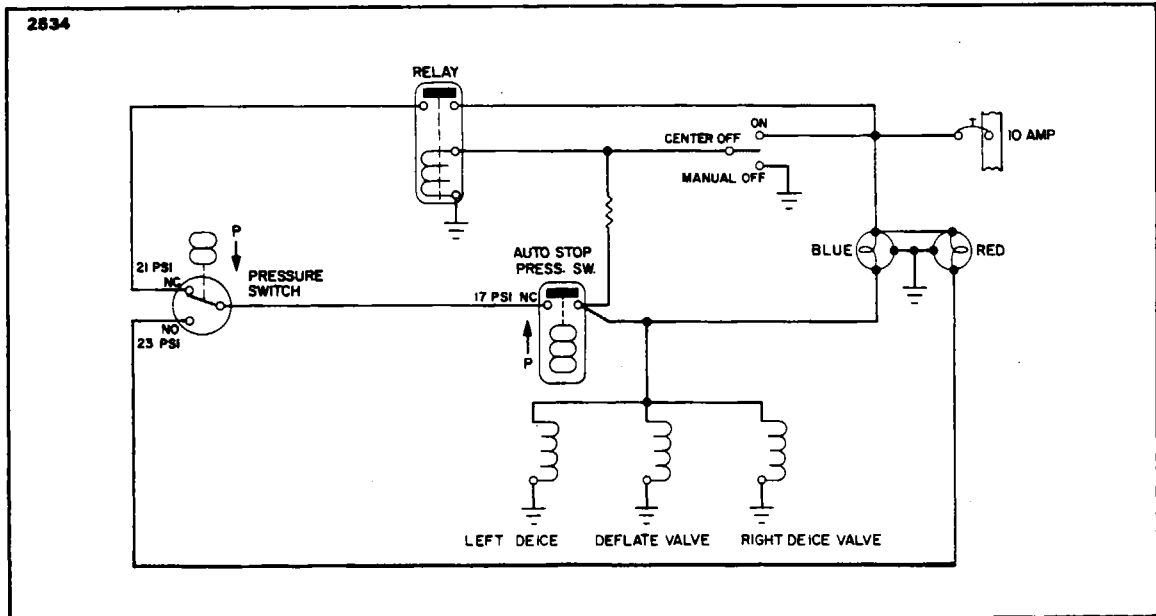 2534
RELAY
ON
CENTER OFF
10 AMP
MANUAL OFF
BLUE
RED
P
21 PSI
NC
PRESSURE
SWITCH
NO
23 PSI
AUTO STOP
PRESS. SW.
17 PSI NC
P
LEFT DEICE
DEFLATE VALVE
RIGHT DEICE VALVE